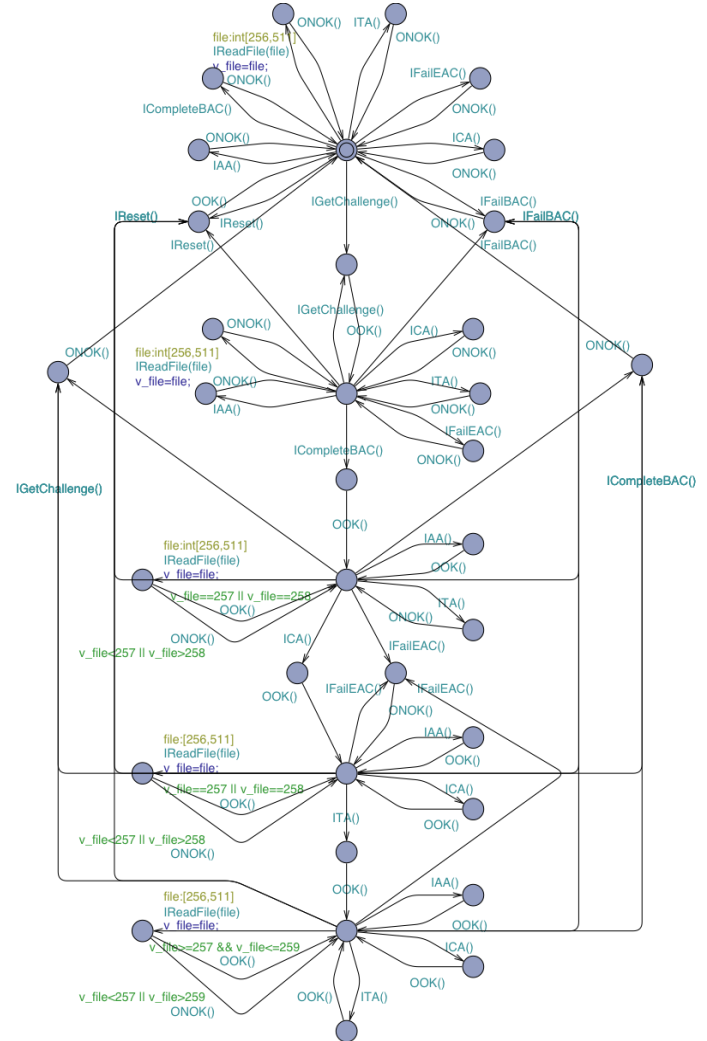 ONOK()
ITA()
ONOK()
file:int[256,511]
IReadFile(file)
v_file=file;
ONOK()
IFailEAC()
ICompleteBAC()
ONOK()
ONOK()
ICA()
IAA()
ONOK()
OOK()
IGetChallenge()
IFailBAC()
IReset()
IReset()
ONOK()
IFailBAC()
IReset()
IFailBAC()
IGetChallenge()
ONOK()
OOK()
ICA()
ONOK()
file:int[256,511]
ONOK()
ONOK()
IReadFile(file)
v_file=file;
ONOK()
ITA()
IAA()
ONOK()
IFailEAC()
ICompleteBAC()
ONOK()
IGetChallenge()
ICompleteBAC()
OOK()
file:int[256,511]
IAA()
IReadFile(file)
OOK()
v_file=file;
v_file==257 || v_file==258
ITA()
OOK()
ONOK()
ONOK()
ICA()
IFailEAC()
v_file<257 || v_file>258
OOK()
IFailEAC()
IFailEAC()
ONOK()
file:[256,511]
IAA()
IReadFile(file)
OOK()
v_file=file;
v_file==257 || v_file==258
ICA()
OOK()
ITA()
OOK()
v_file<257 || v_file>258
ONOK()
OOK()
IAA()
file:[256,511]
IReadFile(file)
v_file=file;
OOK()
v_file>=257 && v_file<=259
ICA()
OOK()
OOK()
v_file<257 || v_file>259
OOK()
ITA()
ONOK()